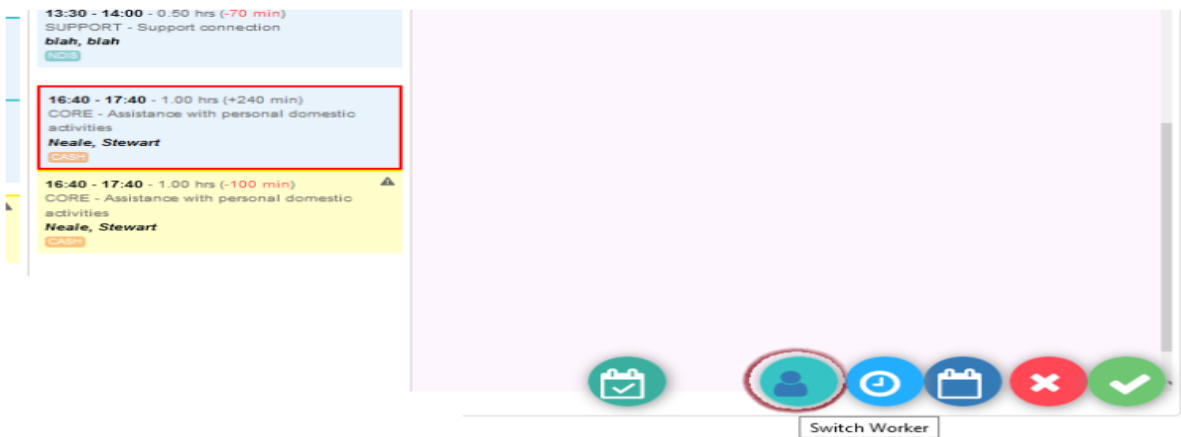 13:30 - 14:00 - 0.50 hrs (-70 min)
SUPPORT - Support connection
blah, blah
NDIS
16:40 - 17:40 - 1.00 hrs (+240 min)
CORE - Assistance with personal domestic
activities
Neale, Stewart
CASH
16:40 - 17:40 - 1.00 hrs (-100 min)
CORE - Assistance with personal domestic
activities
Neale, Stewart
CASH
Switch Worker